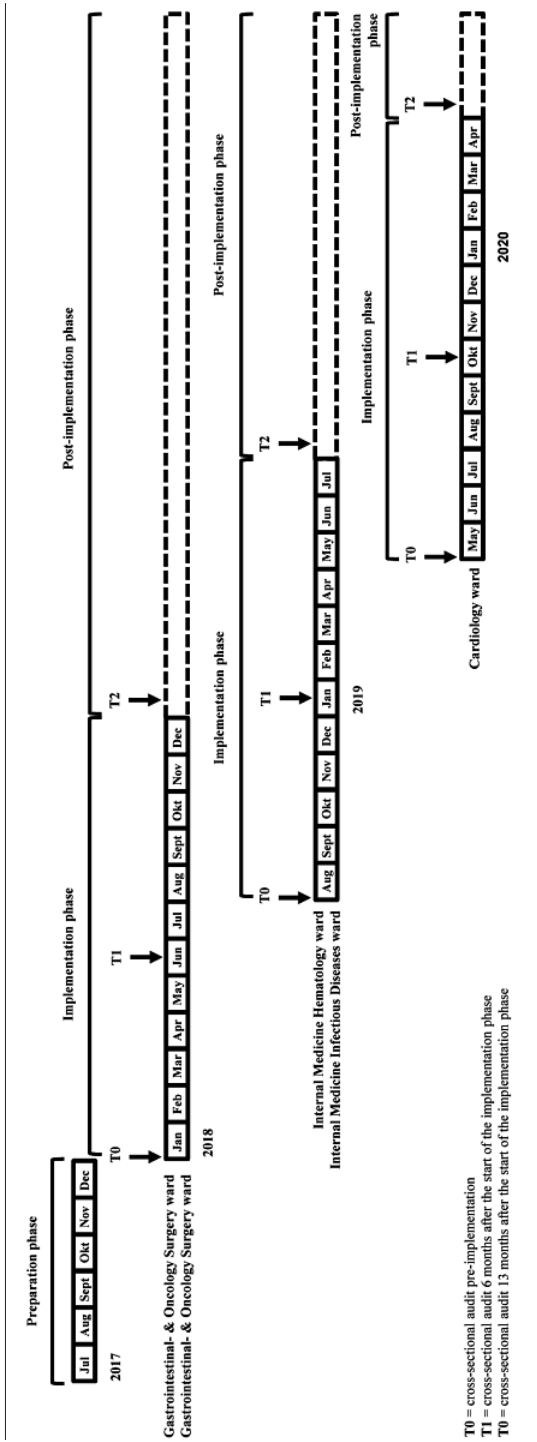 Preparation phase
Jul Aug Sept Okt Nov Dec
2017
Implementation phase
Post-implementation phase
T0 T1 T2
Jan Feb Mar Apr May Jun Jul Aug Sept Okt Nov Dec
2018
Gastrointestinal- & Oncology Surgery ward
Gastrointestinal- & Oncology Surgery ward
Implementation phase
Post-implementation phase
T0 T1 T2
Aug Sept Okt Nov Dec Jan Feb Mar Apr May Jun Jul
2019
Internal Medicine Hematology ward
Internal Medicine Infectious Diseases ward
Implementation phase
Post-implementation
phase
T0 T1 T2
May Jun Jul Aug Sept Okt Nov Dec Jan Feb Mar Apr
2020
Cardiology ward
T0 = cross-sectional audit pre-implementation
T1 = cross-sectional audit 6 months after the start of the implementation phase
T0 = cross-sectional audit 13 months after the start of the implementation phase